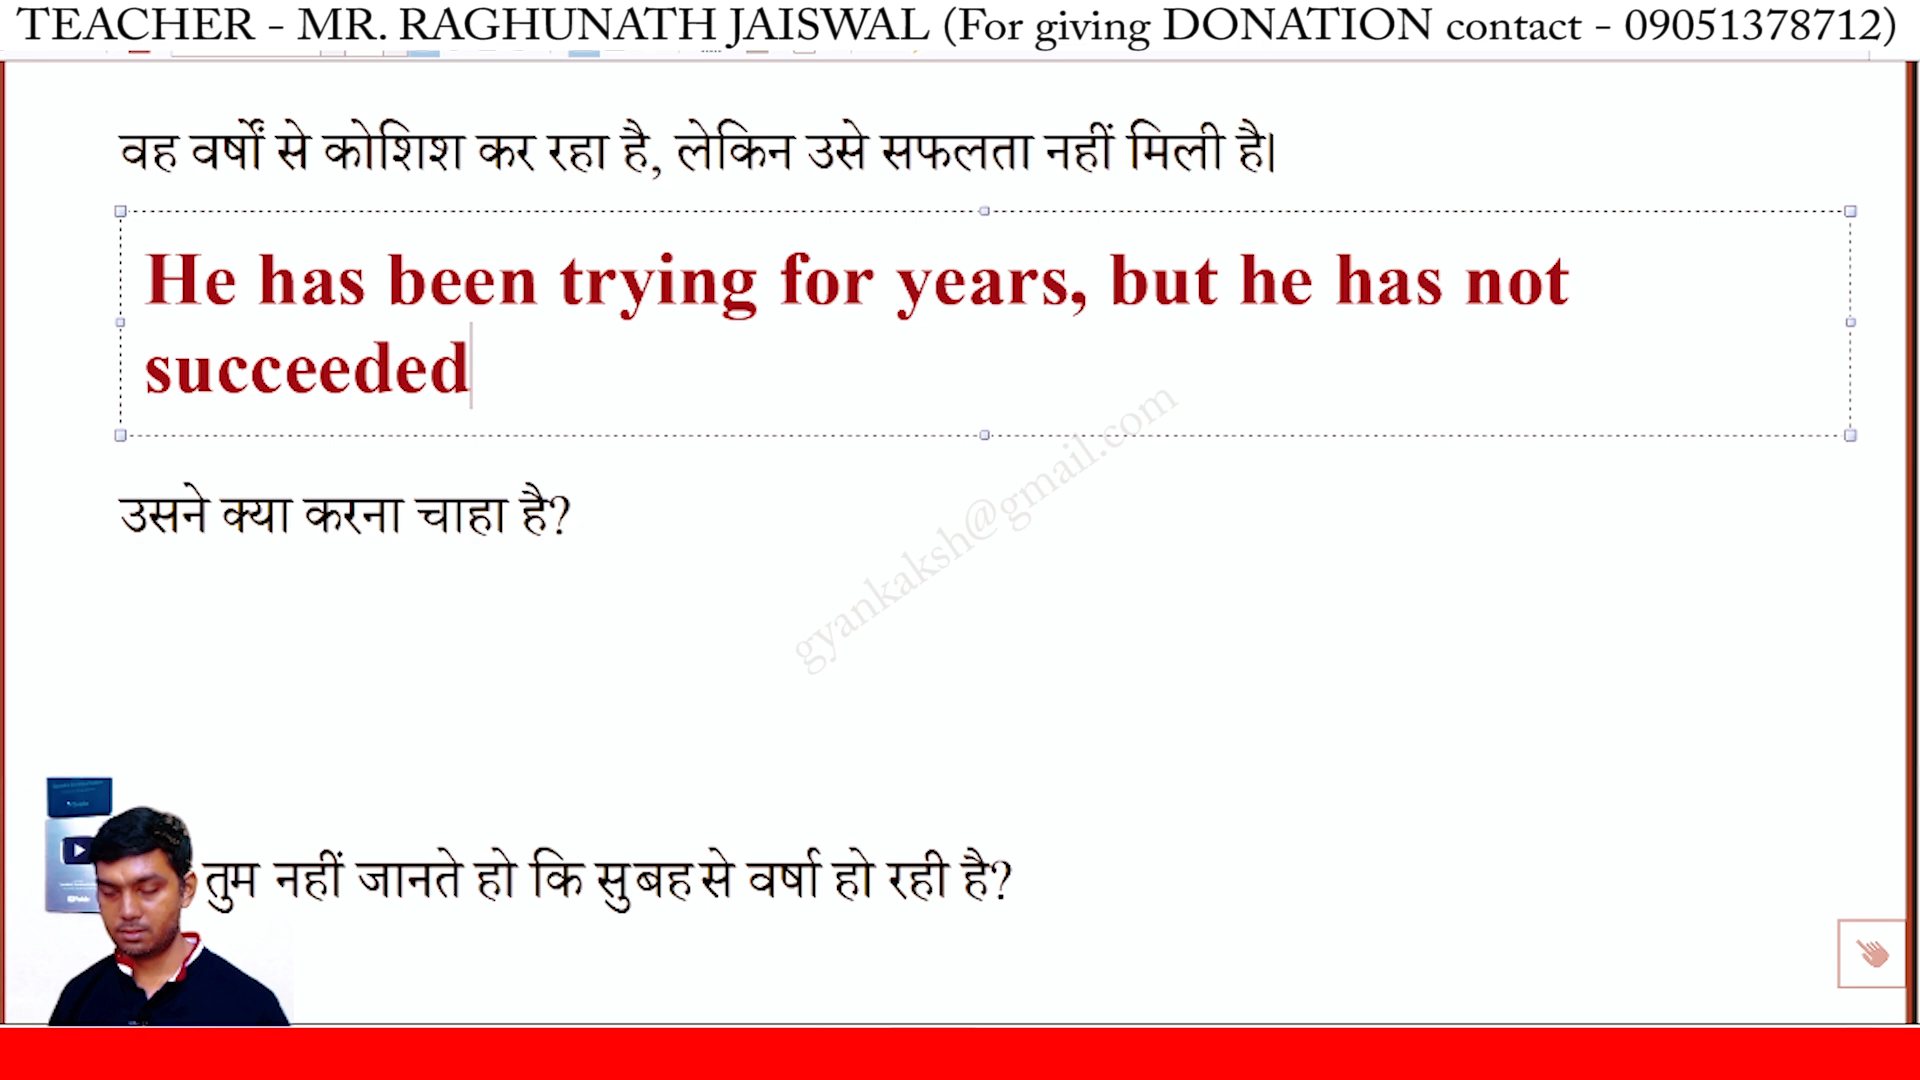 TEACHER - MR. RAGHUNATH JAISWAL (For giving DONATION contact - 09051378712)
वह वर्षों से कोशिश कर रहा है, लेकिन उसे सफलता नहीं मिली है।
He has been trying for years, but he has not
succeeded
gyankaksh@gmail.com
उसने क्या करना चाहा है?
तुम नहीं जानते हो कि सुबह से वर्षा हो रही है?